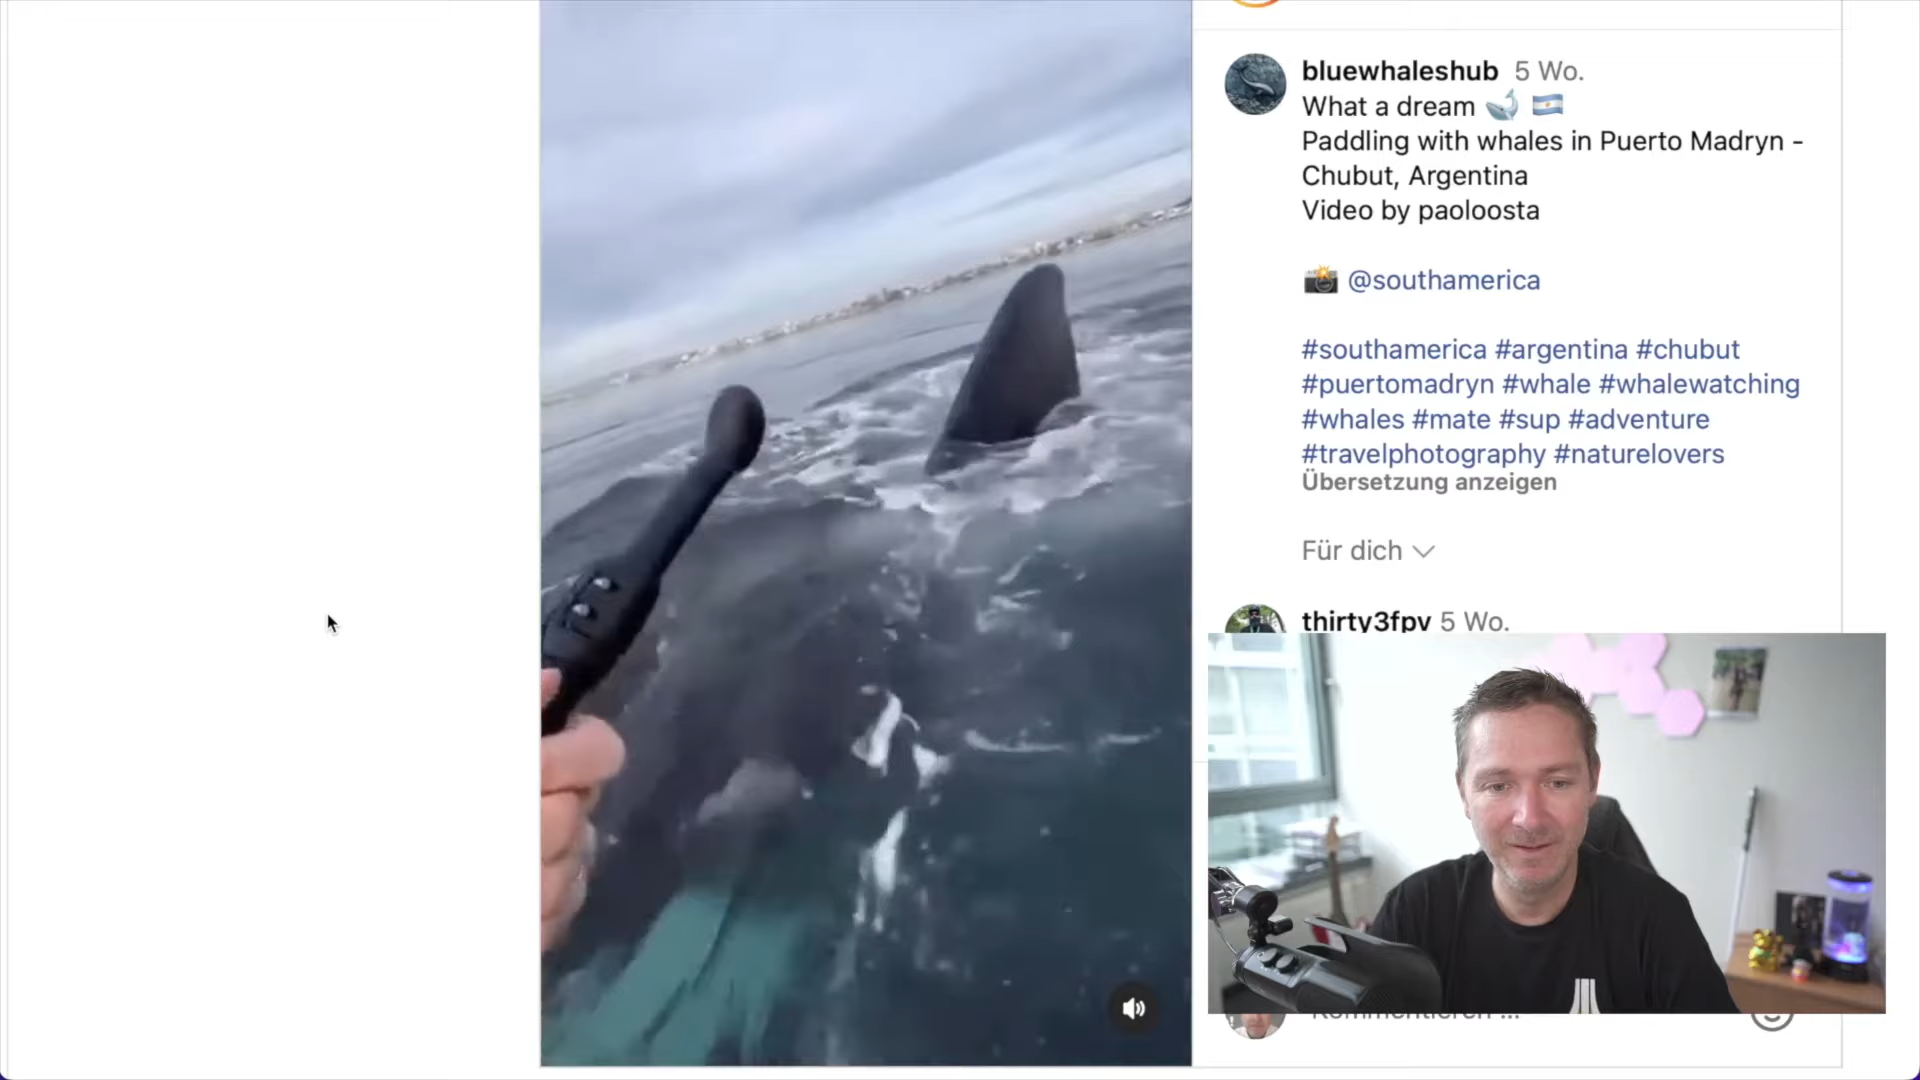 bluewhaleshub 5 Wo.
What a dream 🐳 🇦🇷
Paddling with whales in Puerto Madryn -
Chubut, Argentina
Video by paoloosta
📸 @southamerica
#southamerica #argentina #chubut
#puertomadryn #whale #whalewatching
#whales #mate #sup #adventure
#travelphotography #naturelovers
Übersetzung anzeigen
Für dich
thirty3fpv 5 Wo.
Kommentieren ...